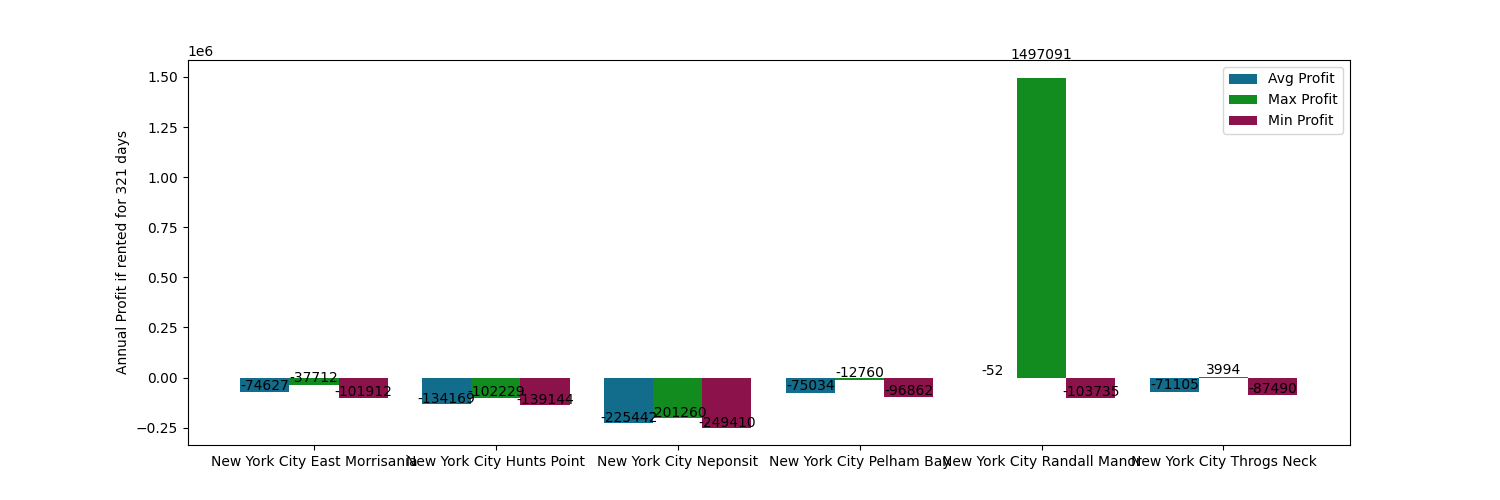 1e6
1497091
Avg Profit
Max Profit
Min Profit
Annual Profit if rented for 321 days
1.50
1.25
1.00
0.75
0.50
0.25
0.00
−0.25
-74627
-37712
-101912
-134169
-102229
-139144
-225442
-201260
-249410
-75034
-12760
-96862
-52
-103735
-71105
3994
-87490
New York City East Morrisania
New York City Hunts Point
New York City Neponsit
New York City Pelham Bay
New York City Randall Manor
New York City Throgs Neck